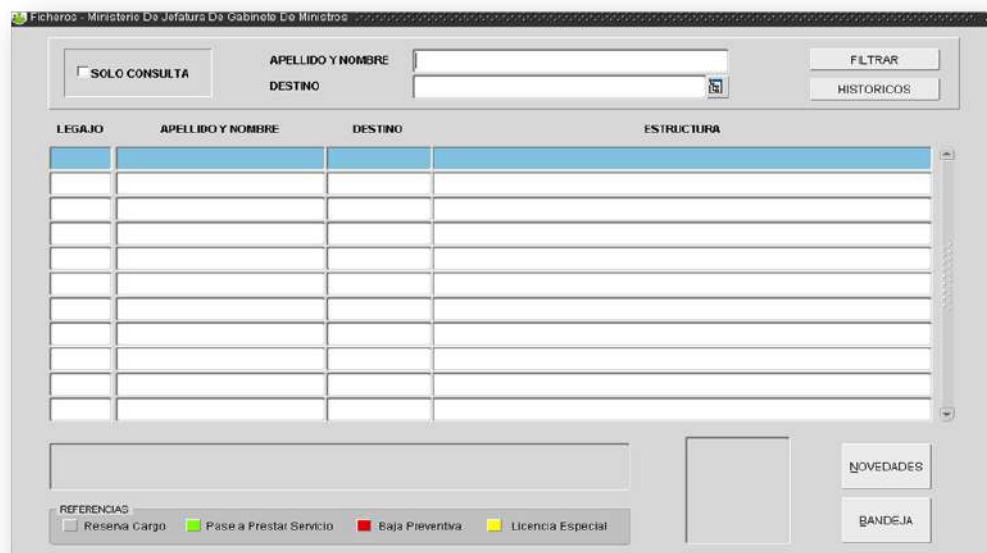 Ficheros - Ministerio De Jefatura De Gabinete De Ministros
SOLO CONSULTA
APELLIDO Y NOMBRE
FILTRAR
DESTINO
HISTORICOS
LEGAJO APELLIDO Y NOMBRE DESTINO ESTRUCTURA
NOVEDADES
REFERENCIAS
Reserva Cargo Pase a Prestar Servicio Baja Preventiva Licencia Especial
BANDEJA